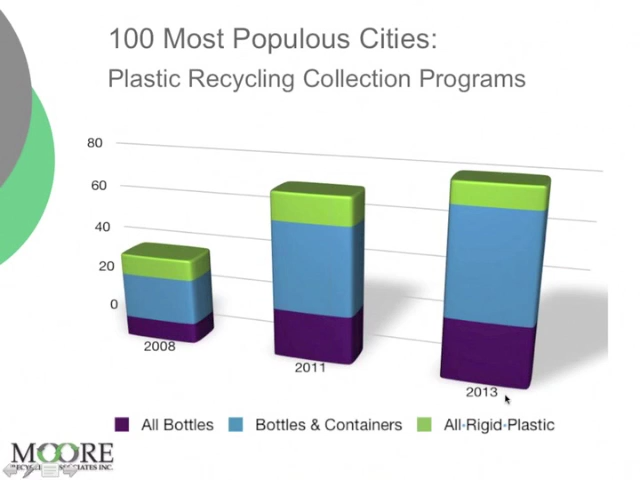 100 Most Populous Cities:
Plastic Recycling Collection Programs
80
60
40
20
0
2008
2011
2013
All Bottles
Bottles & Containers
All-Rigid-Plastic
MOORE
INC.